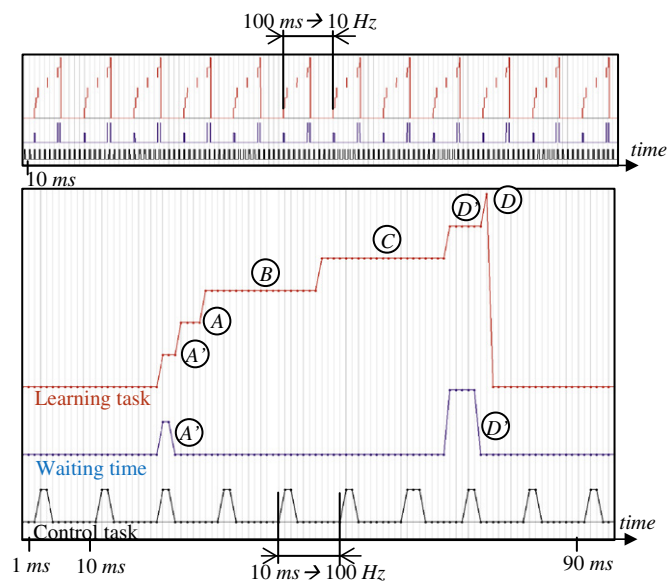 100 ms → 10 Hz
time
10 ms
D' D
C
B
A
A'
Learning task
A' D'
Waiting time
Control task time
1 ms 10 ms 10 ms → 100 Hz 90 ms